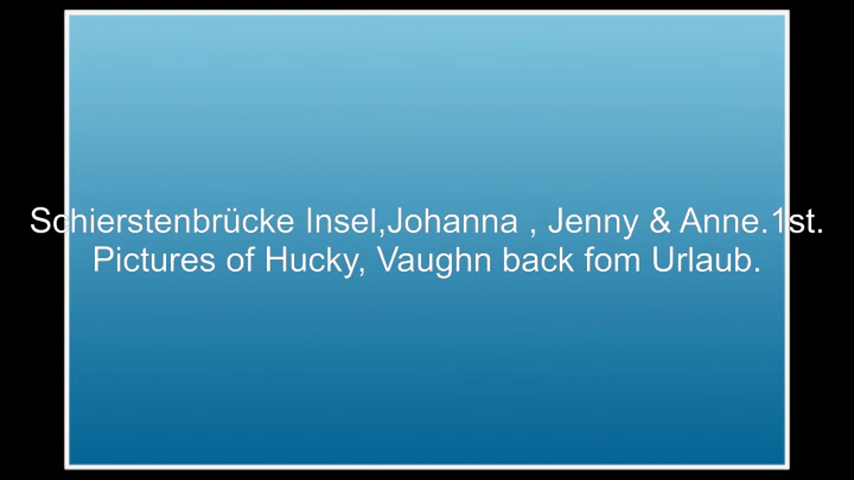 Schierstenbrücke Insel,Johanna , Jenny & Anne.1st.
Pictures of Hucky, Vaughn back fom Urlaub.